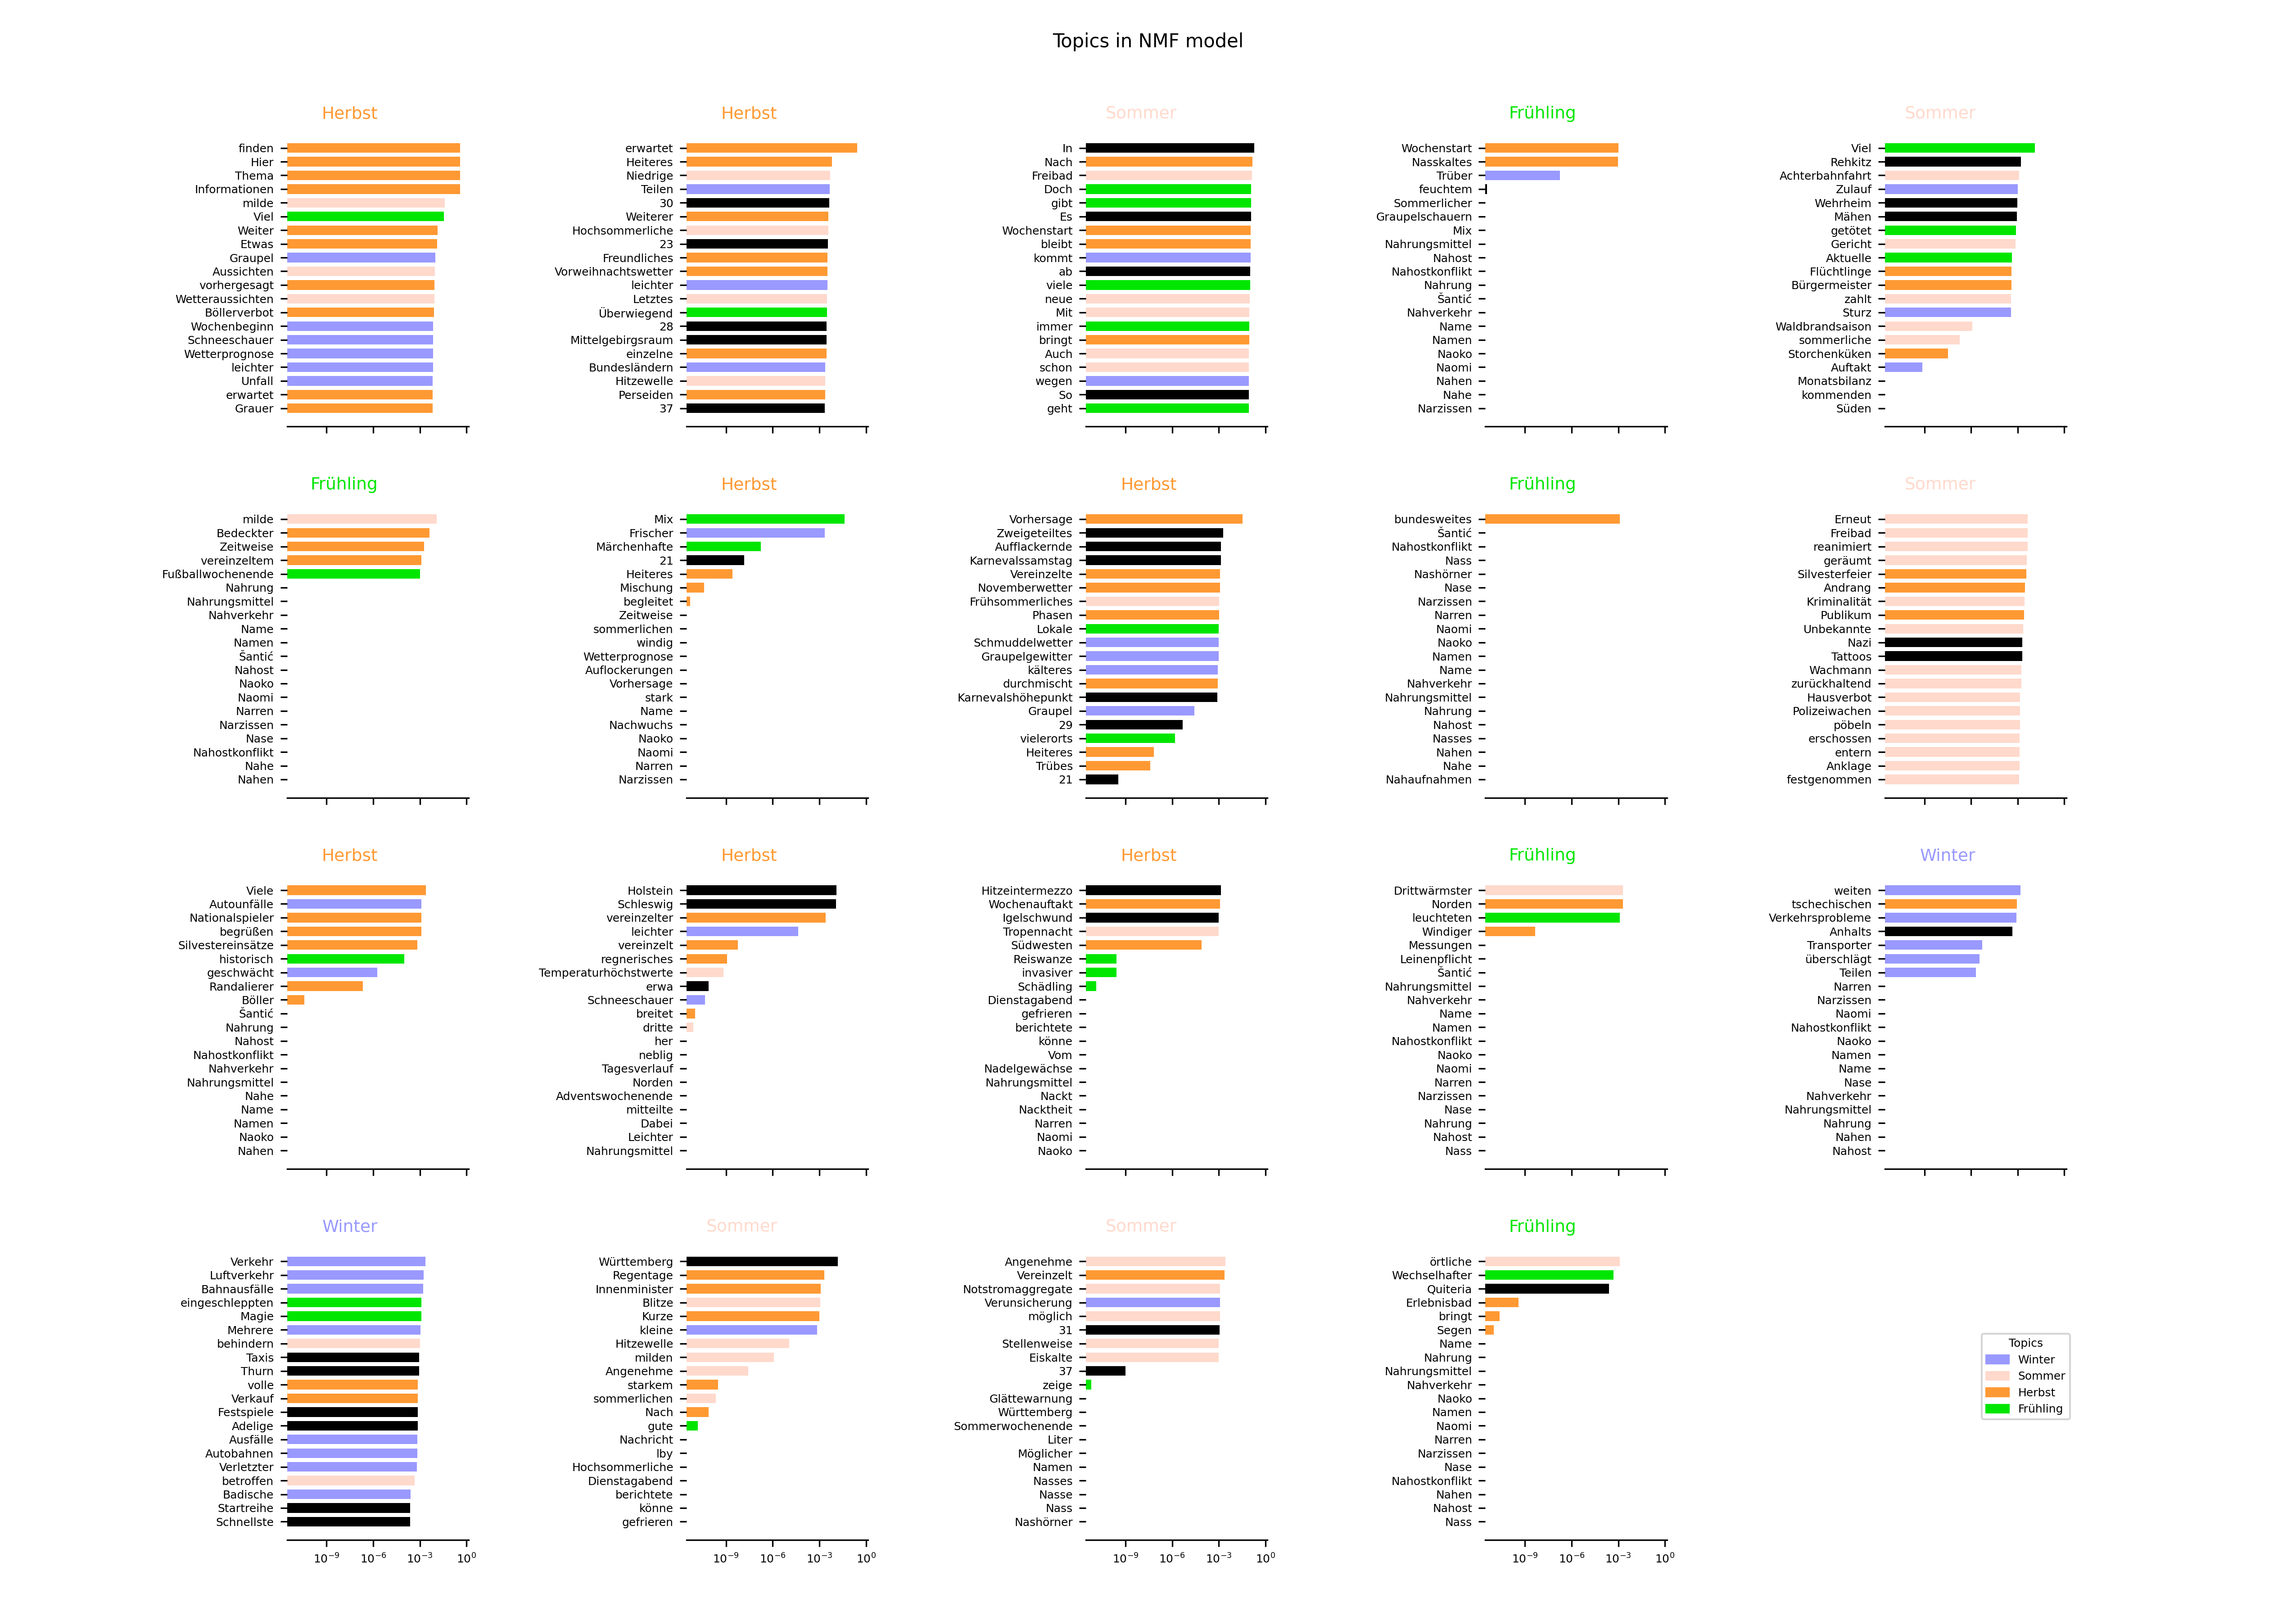 Topics in NMF model
Herbst
finden
Hier
Thema
Informationen
milde
Viel
Weiter
Etwas
Graupel
Aussichten
vorhergesagt
Wetteraussichten
Böllerverbot
Wochenbeginn
Schneeschauer
Wetterprognose
leichter
Unfall
erwartet
Grauer
Herbst
erwartet
Heiteres
Niedrige
Teilen
30
Weiterer
Hochsommerliche
23
Freundliches
Vorweihnachtswetter
leichter
Letztes
Überwiegend
28
Mittelgebirgsraum
einzelne
Bundesländern
Hitzewelle
Perseiden
37
Sommer
In
Nach
Freibad
Doch
gibt
Es
Wochenstart
bleibt
kommt
ab
viele
neue
Mit
immer
bringt
Auch
schon
wegen
So
geht
Frühling
Wochenstart
Nasskaltes
Trüber
feuchtem
Sommerlicher
Graupelschauern
Mix
Nahrungsmittel
Nahost
Nahostkonflikt
Nahrung
Šantić
Nahverkehr
Name
Namen
Naoko
Naomi
Nahen
Nahe
Narzissen
Sommer
Viel
Rehkitz
Achterbahnfahrt
Zulauf
Wehrheim
Mähen
getötet
Gericht
Aktuelle
Flüchtlinge
Bürgermeister
zahlt
Sturz
Waldbrandsaison
sommerliche
Storchenküken
Auftakt
Monatsbilanz
kommenden
Süden
Frühling
milde
Bedeckter
Zeitweise
vereinzeltem
Fußballwochenende
Nahrung
Nahrungsmittel
Nahverkehr
Name
Namen
Šantić
Nahost
Naoko
Naomi
Narren
Narzissen
Nase
Nahostkonflikt
Nahe
Nahen
Herbst
Mix
Frischer
Märchenhafte
21
Heiteres
Mischung
begleitet
Zeitweise
sommerlichen
windig
Wetterprognose
Auflockerungen
Vorhersage
stark
Name
Nachwuchs
Naoko
Naomi
Narren
Narzissen
Herbst
Vorhersage
Zweigeteiltes
Aufflackernde
Karnevalssamstag
Vereinzelte
Novemberwetter
Frühsommerliches
Phasen
Lokale
Schmuddelwetter
Graupelgewitter
kälteres
durchmischt
Karnevalshöhepunkt
Graupel
29
vielerorts
Heiteres
Trübes
21
Frühling
bundesweites
Šantić
Nahostkonflikt
Nass
Nashörner
Nase
Narzissen
Narren
Naomi
Naoko
Namen
Name
Nahverkehr
Nahrungsmittel
Nahrung
Nahost
Nasses
Nahen
Nahe
Nahaufnahmen
Sommer
Erneut
Freibad
reanimiert
geräumt
Silvesterfeier
Andrang
Kriminalität
Publikum
Unbekannte
Nazi
Tattoos
Wachmann
zurückhaltend
Hausverbot
Polizeiwachen
pöbeln
erschossen
entern
Anklage
festgenommen
Herbst
Viele
Autounfälle
Nationalspieler
begrüßen
Silvestereinsätze
historisch
geschwächt
Randalierer
Böller
Šantić
Nahrung
Nahost
Nahostkonflikt
Nahverkehr
Nahrungsmittel
Nahe
Name
Namen
Naoko
Nahen
Herbst
Holstein
Schleswig
vereinzelter
leichter
vereinzelt
regnerisches
Temperaturhöchstwerte
erwa
Schneeschauer
breitet
dritte
her
neblig
Tagesverlauf
Norden
Adventswochenende
mitteilte
Dabei
Leichter
Nahrungsmittel
Herbst
Hitzeintermezzo
Wochenauftakt
Igelschwund
Tropennacht
Südwesten
Reiswanze
invasiver
Schädling
Dienstagabend
gefrieren
berichtete
könne
Vom
Nadelgewächse
Nahrungsmittel
Nackt
Nacktheit
Narren
Naomi
Naoko
Frühling
Drittwärmster
Norden
leuchteten
Windiger
Messungen
Leinenpflicht
Šantić
Nahrungsmittel
Nahverkehr
Name
Namen
Nahostkonflikt
Naoko
Naomi
Narren
Narzissen
Nase
Nahrung
Nahost
Nass
Winter
weiten
tschechischen
Verkehrsprobleme
Anhalts
Transporter
überschlägt
Teilen
Narren
Narzissen
Naomi
Nahostkonflikt
Naoko
Namen
Name
Nase
Nahverkehr
Nahrungsmittel
Nahrung
Nahen
Nahost
Winter
Verkehr
Luftverkehr
Bahnausfälle
eingeschleppten
Magie
Mehrere
behindern
Taxis
Thurn
volle
Verkauf
Festspiele
Adelige
Ausfälle
Autobahnen
Verletzter
betroffen
Badische
Startreihe
Schnellste
10⁻⁹ 10⁻⁶ 10⁻³ 10⁰
Sommer
Württemberg
Regentage
Innenminister
Blitze
Kurze
kleine
Hitzewelle
milden
Angenehme
starkem
sommerlichen
Nach
gute
Nachricht
lby
Hochsommerliche
Dienstagabend
berichtete
könne
gefrieren
10⁻⁹ 10⁻⁶ 10⁻³ 10⁰
Sommer
Angenehme
Vereinzelt
Notstromaggregate
Verunsicherung
möglich
31
Stellenweise
Eiskalte
37
zeige
Glättewarnung
Württemberg
Sommerwochenende
Liter
Möglicher
Namen
Nasses
Nasse
Nass
Nashörner
10⁻⁹ 10⁻⁶ 10⁻³ 10⁰
Frühling
örtliche
Wechselhafter
Quiteria
Erlebnisbad
bringt
Segen
Name
Nahrung
Nahrungsmittel
Nahverkehr
Naoko
Namen
Naomi
Narren
Narzissen
Nase
Nahostkonflikt
Nahen
Nahost
Nass
10⁻⁹ 10⁻⁶ 10⁻³ 10⁰
Topics
Winter
Sommer
Herbst
Frühling